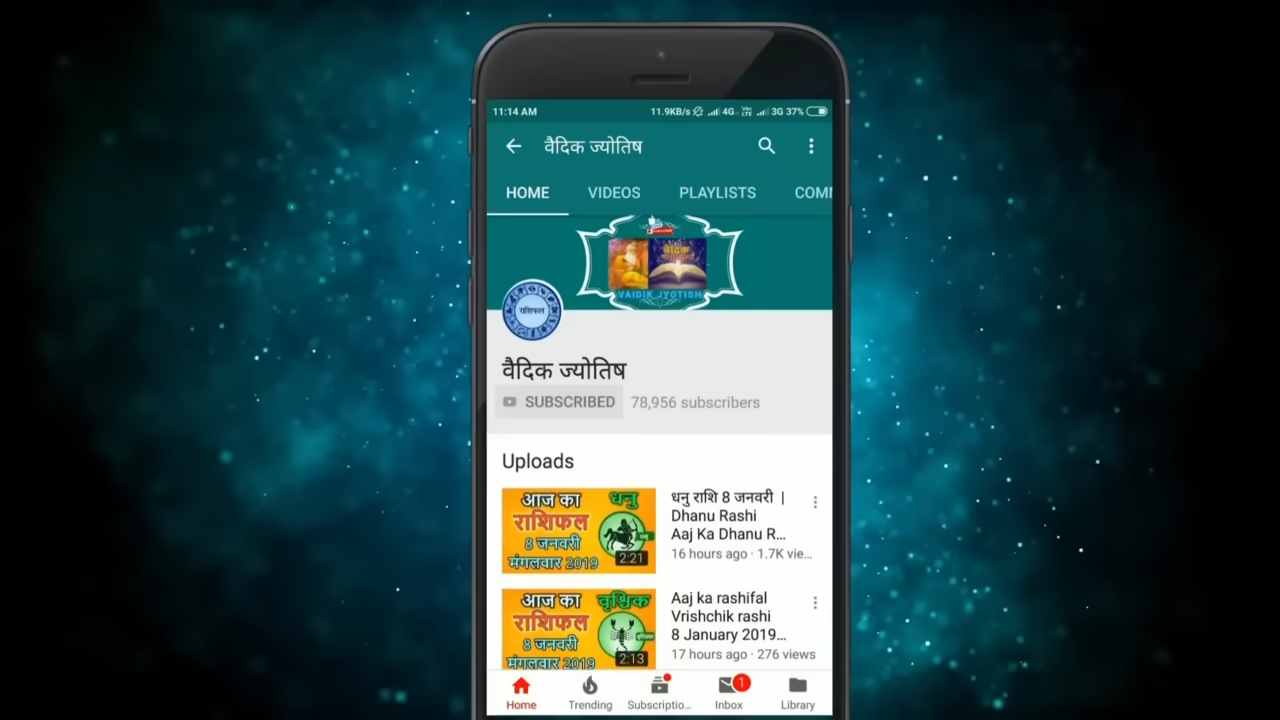 11:14 AM
11.9KB/s 4G VoLTE 3G 37%
वैदिक ज्योतिष
HOME VIDEOS PLAYLISTS COMM
वैदिक
VAIDIK JYOTISH
राशिफल
वैदिक ज्योतिष
SUBSCRIBED 78,956 subscribers
Uploads
आज का धनु
राशिफल
8 जनवरी
मंगलवार 2019
2:21
धनु राशि 8 जनवरी |
Dhanu Rashi
Aaj Ka Dhanu R...
16 hours ago · 1.7K vie...
आज का वृश्चिक
राशिफल
8 जनवरी
मंगलवार 2019
2:13
Aaj ka rashifal
Vrishchik rashi
8 January 2019...
17 hours ago · 276 views
1
Home Trending Subscriptio... Inbox Library